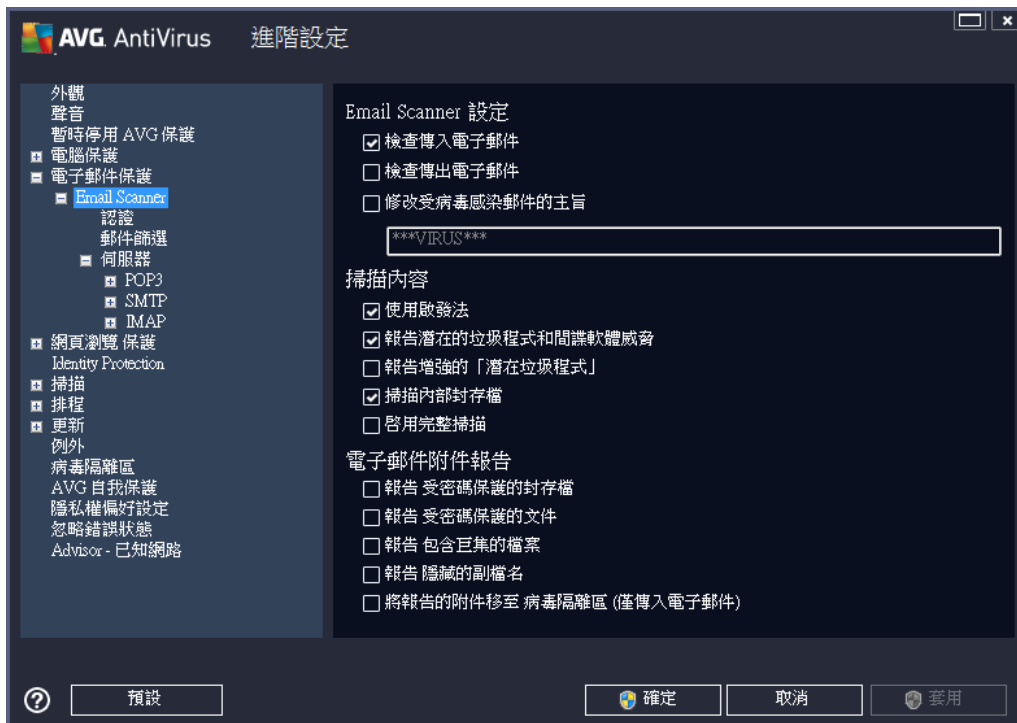 AVG AntiVirus 進階設定
外觀
聲音
暫時停用 AVG 保護
電腦保護
電子郵件保護
Email Scanner
認證
郵件篩選
伺服器
POP3
SMTP
IMAP
網頁瀏覽 保護
Identity Protection
掃描
排程
更新
例外
病毒隔離區
AVG 自我保護
隱私權偏好設定
忽略錯誤狀態
Advisor - 已知網路
Email Scanner 設定
檢查傳入電子郵件
檢查傳出電子郵件
修改受病毒感染郵件的主旨
***VIRUS***
掃描內容
使用啟發法
報告潛在的垃圾程式和間諜軟體威脅
報告增強的「潛在垃圾程式」
掃描內部封存檔
啓用完整掃描
電子郵件附件報告
報告 受密碼保護的封存檔
報告 受密碼保護的文件
報告 包含巨集的檔案
報告 隱藏的副檔名
將報告的附件移至 病毒隔離區 (僅傳入電子郵件)
預設
確定
取消
套用